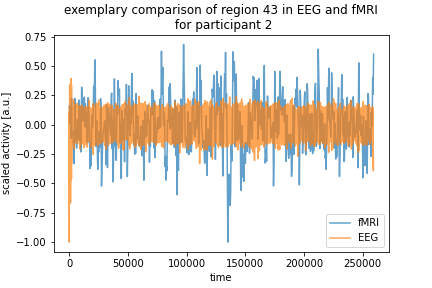 exemplary comparison of region 43 in EEG and fMRI
for participant 2
scaled activity [a.u.]
0.75
0.50
0.25
0.00
−0.25
−0.50
−0.75
−1.00
fMRI
EEG
0
50000
100000
150000
200000
250000
time